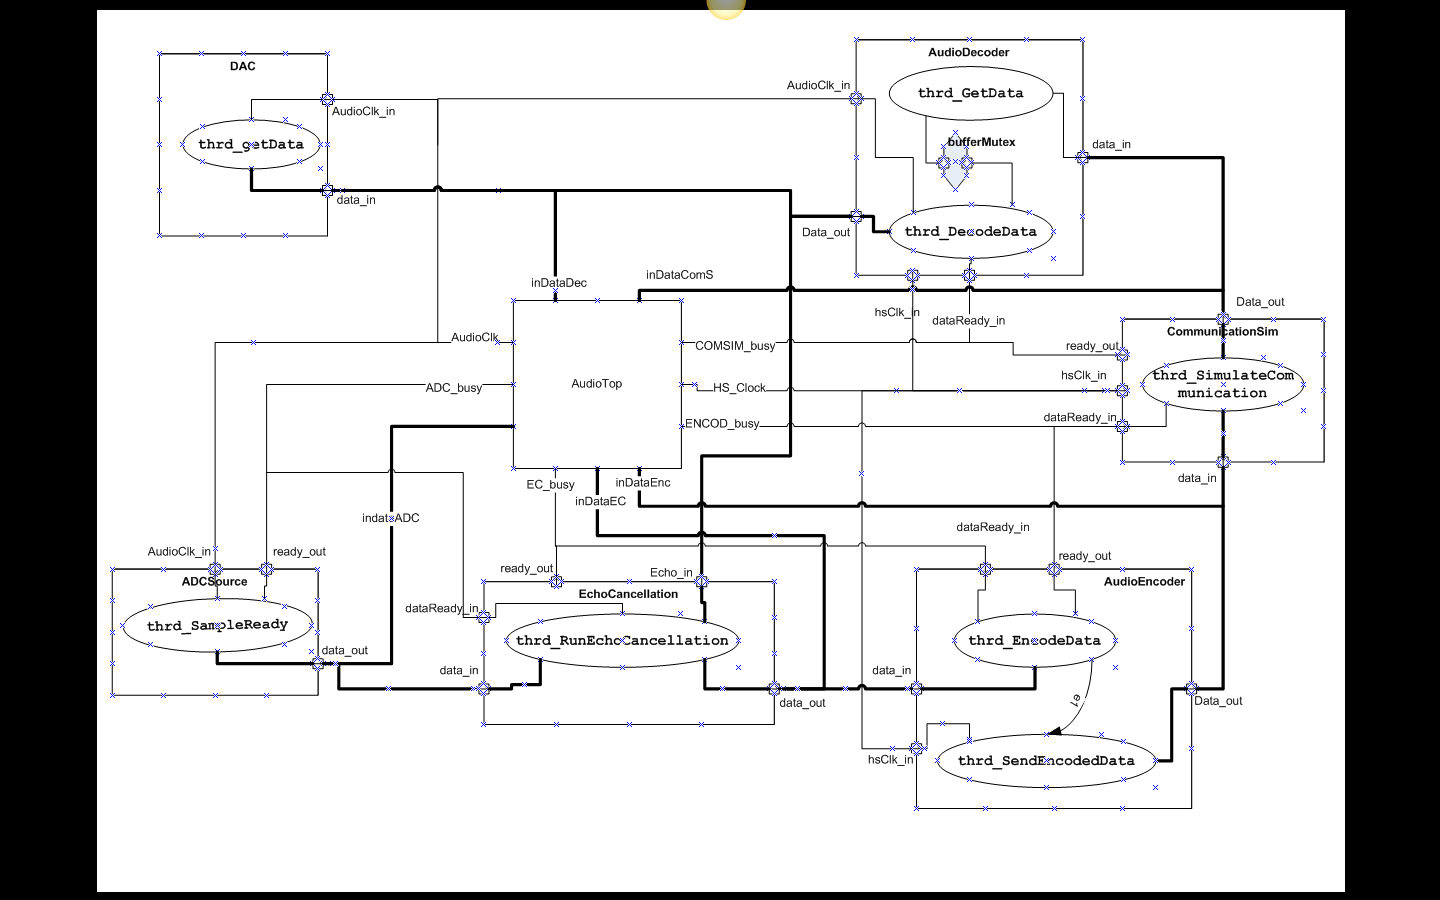 AudioDecoder
DAC
AudioClk_in
thrd_GetData
AudioClk_in
bufferMutex
thrd_getData
data_in
data_in
Data_out
thrd_DecodeData
inDataDec
inDataComS
Data_out
hsClk_in
dataReady_in
CommunicationSim
AudioClk
COMSIM_busy
ready_out
AudioTop
hsClk_in
thrd_SimulateCom
munication
ADC_busy
HS_Clock
ENCOD_busy
dataReady_in
EC_busy
inDataEnc
data_in
inDataEC
indataADC
dataReady_in
AudioClk_in
ready_out
ready_out
Echo_in
ready_out
ADCSource
EchoCancellation
AudioEncoder
dataReady_in
thrd_SampleReady
thrd_RunEchoCancellation
thrd_EncodeData
data_out
data_in
data_in
e1
data_out
Data_out
hsClk_in
thrd_SendEncodedData